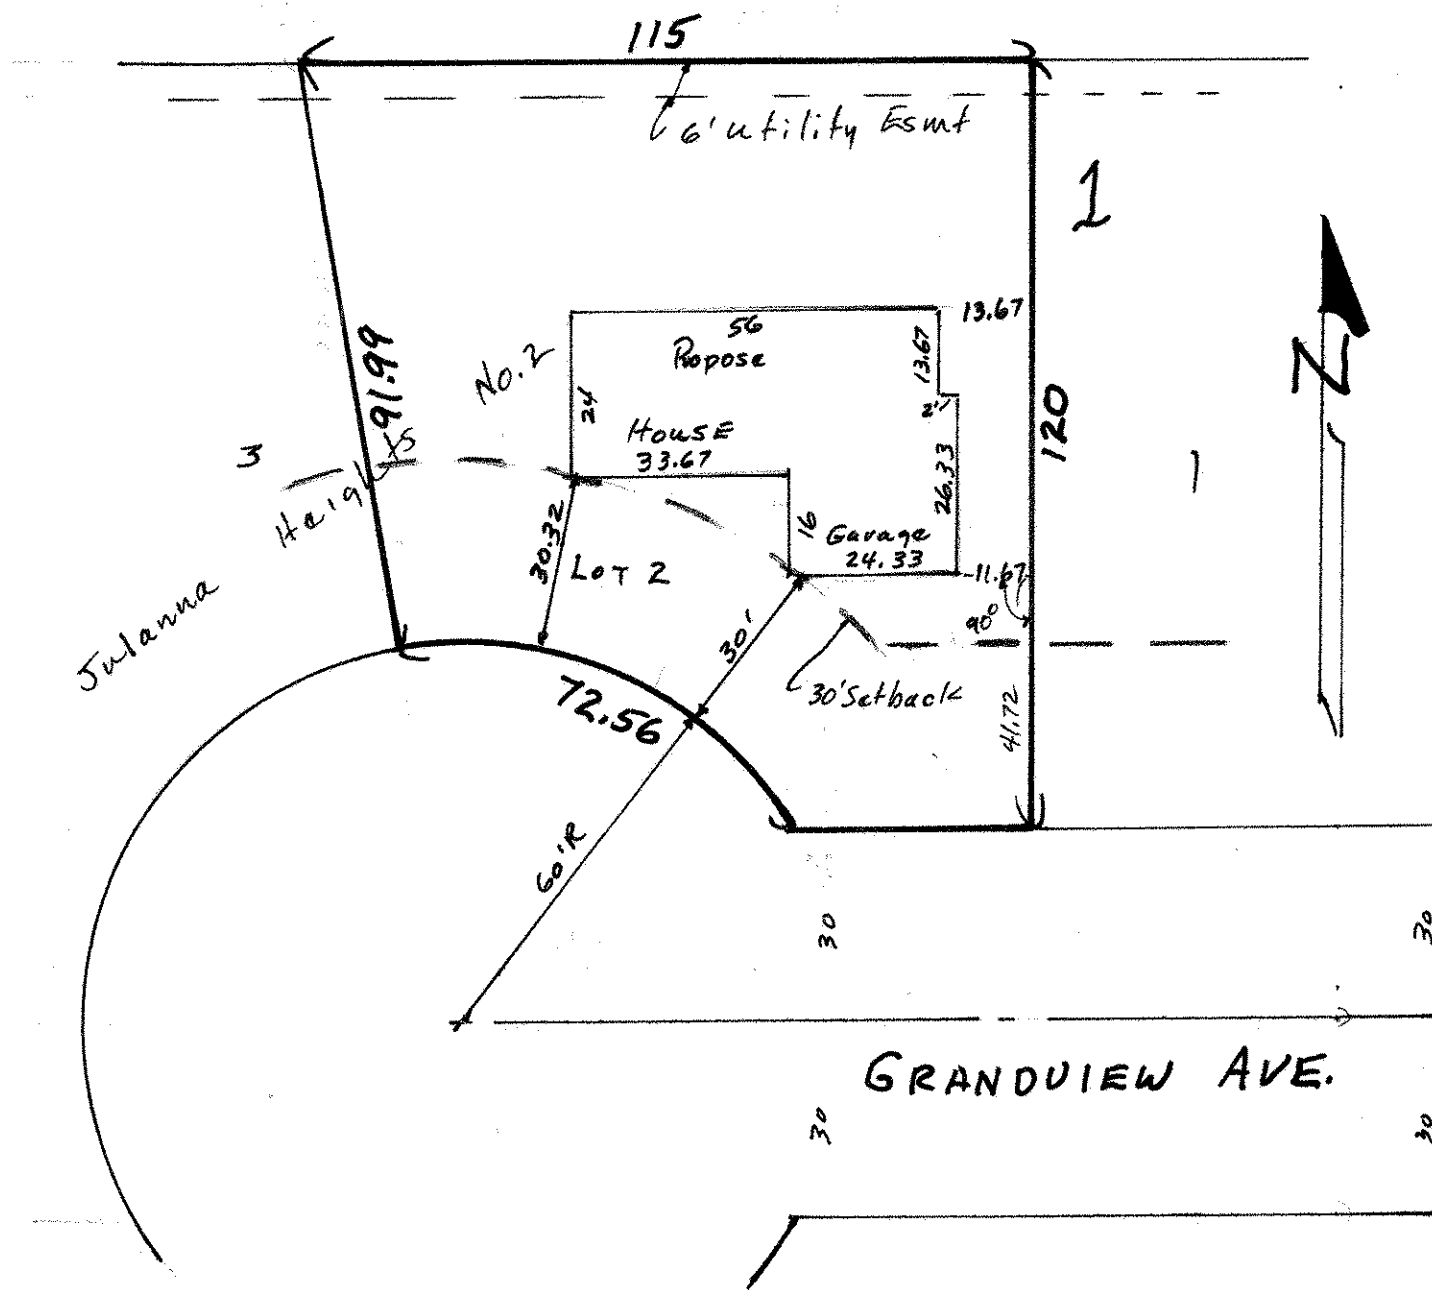 115
6' Utility Esmt
1
13.67
56
Propose
13.67
No. 2
24
2'
91.99
120
House
33.67
3
Heights
26.33
1
16
Garage
24.33
30.32
Lot 2
11.67
Julanna
90°
30'
30' Setback
72.56
41.72
60'R
30
30
N
GRANDVIEW AVE.
30
30